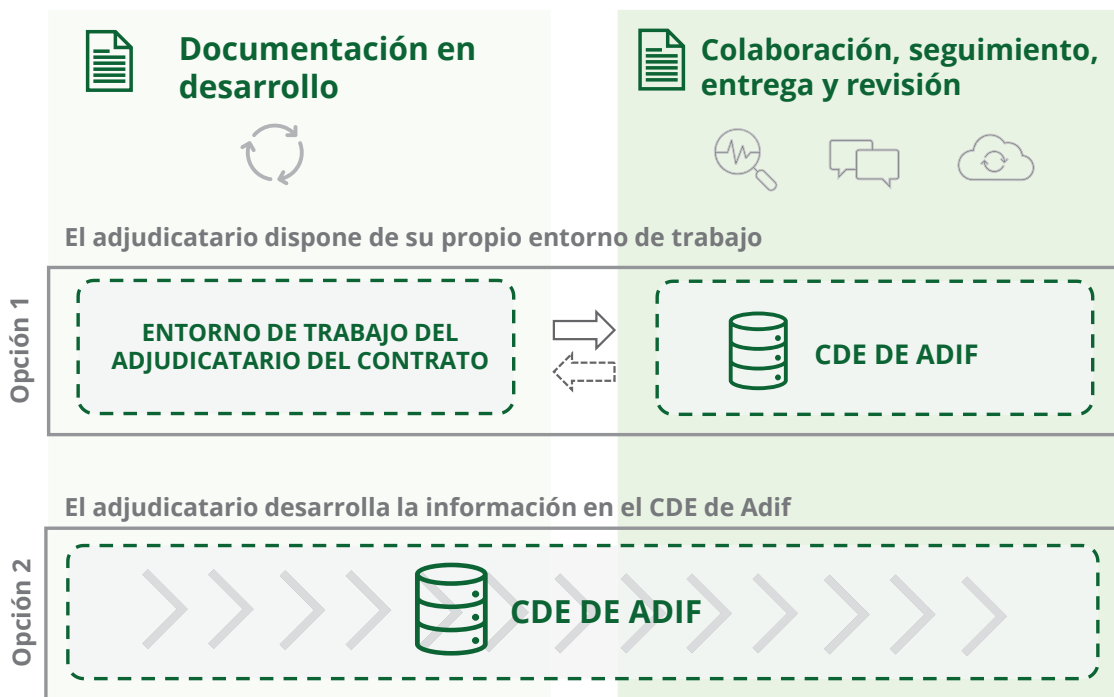 Documentación en
desarrollo
Colaboración, seguimiento,
entrega y revisión
El adjudicatario dispone de su propio entorno de trabajo
Opción 1
ENTORNO DE TRABAJO DEL
ADJUDICATARIO DEL CONTRATO
CDE DE ADIF
El adjudicatario desarrolla la información en el CDE de Adif
Opción 2
CDE DE ADIF